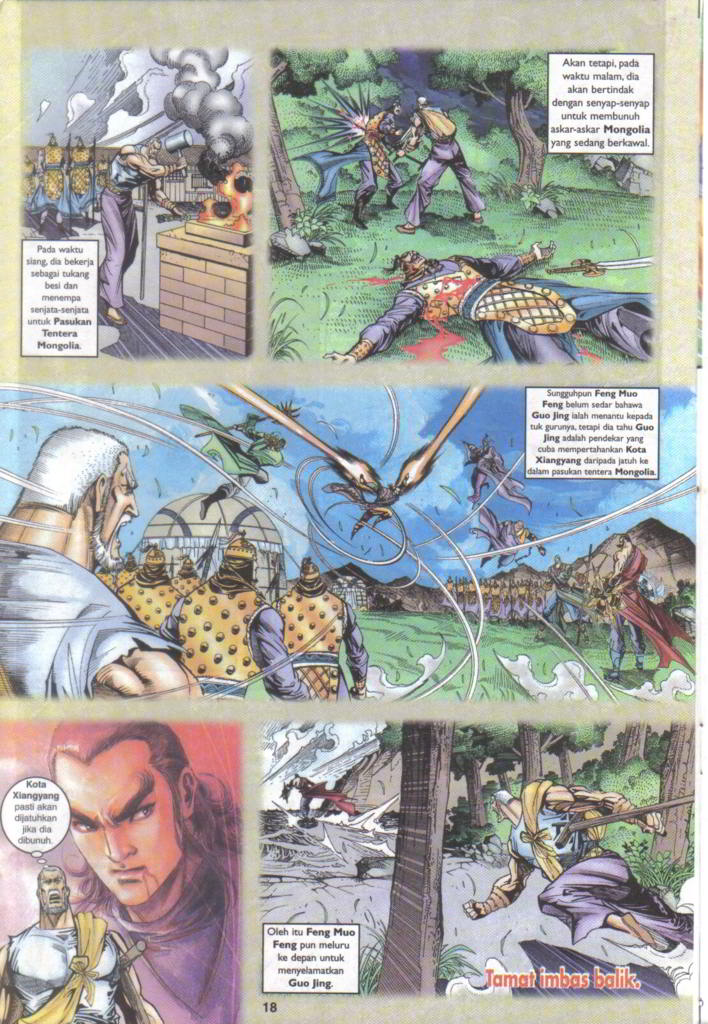 Pada waktu
siang, dia bekerja
sebagai tukang
besi dan
menempa
senjata-senjata
untuk Pasukan
Tentera
Mongolia.
Akan tetapi, pada
waktu malam, dia
akan bertindak
dengan senyap-senyap
untuk membunuh
askar-askar Mongolia
yang sedang berkawal.
Sungguhpun Feng Muo
Feng belum sedar bahawa
Guo Jing ialah menantu kepada
tuk gurunya, tetapi dia tahu Guo
Jing adalah pendekar yang
cuba mempertahankan Kota
Xiangyang daripada jatuh ke
dalam pasukan tentera Mongolia.
Kota
Xiangyang
pasti akan
dijatuhkan
jika dia
dibunuh.
Oleh itu Feng Muo
Feng pun meluru
ke depan untuk
menyelamatkan
Guo Jing.
Tamat imbas balik.
18